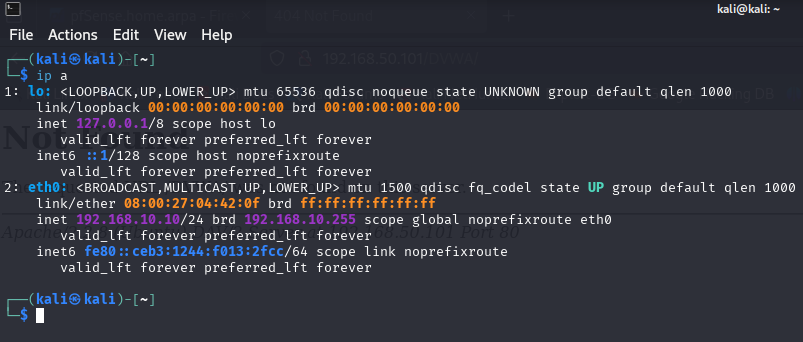 kali@kali: ~
File Actions Edit View Help
┌──(kali㉿kali)-[~]
└─$ ip a
1: lo: <LOOPBACK,UP,LOWER_UP> mtu 65536 qdisc noqueue state UNKNOWN group default qlen 1000
    link/loopback 00:00:00:00:00:00 brd 00:00:00:00:00:00
    inet 127.0.0.1/8 scope host lo
       valid_lft forever preferred_lft forever
    inet6 ::1/128 scope host noprefixroute
       valid_lft forever preferred_lft forever
2: eth0: <BROADCAST,MULTICAST,UP,LOWER_UP> mtu 1500 qdisc fq_codel state UP group default qlen 1000
    link/ether 08:00:27:04:42:0f brd ff:ff:ff:ff:ff:ff
    inet 192.168.10.10/24 brd 192.168.10.255 scope global noprefixroute eth0
       valid_lft forever preferred_lft forever
    inet6 fe80::ceb3:1244:f013:2fcc/64 scope link noprefixroute
       valid_lft forever preferred_lft forever
┌──(kali㉿kali)-[~]
└─$